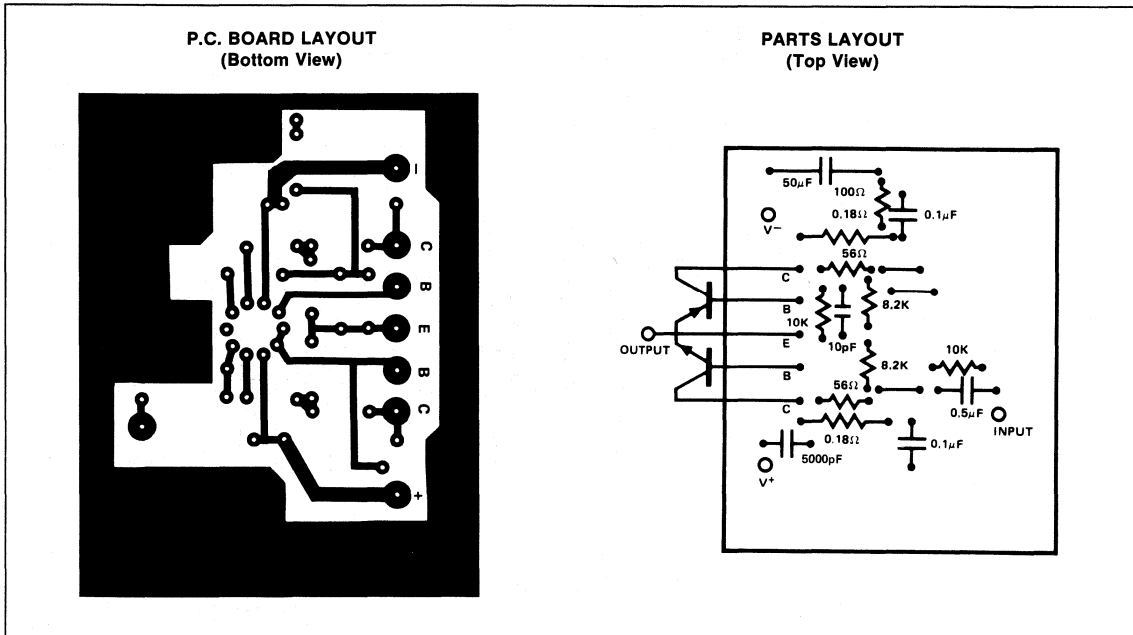 P.C. BOARD LAYOUT
(Bottom View)
I
C
B
E
B
C
+
PARTS LAYOUT
(Top View)
50µF
100Ω
0.18Ω
0.1µF
V−
56Ω
C
B
10K
8.2K
E
10pF
OUTPUT
8.2K
10K
B
56Ω
C
0.5µF
INPUT
0.18Ω
0.1µF
5000pF
V+